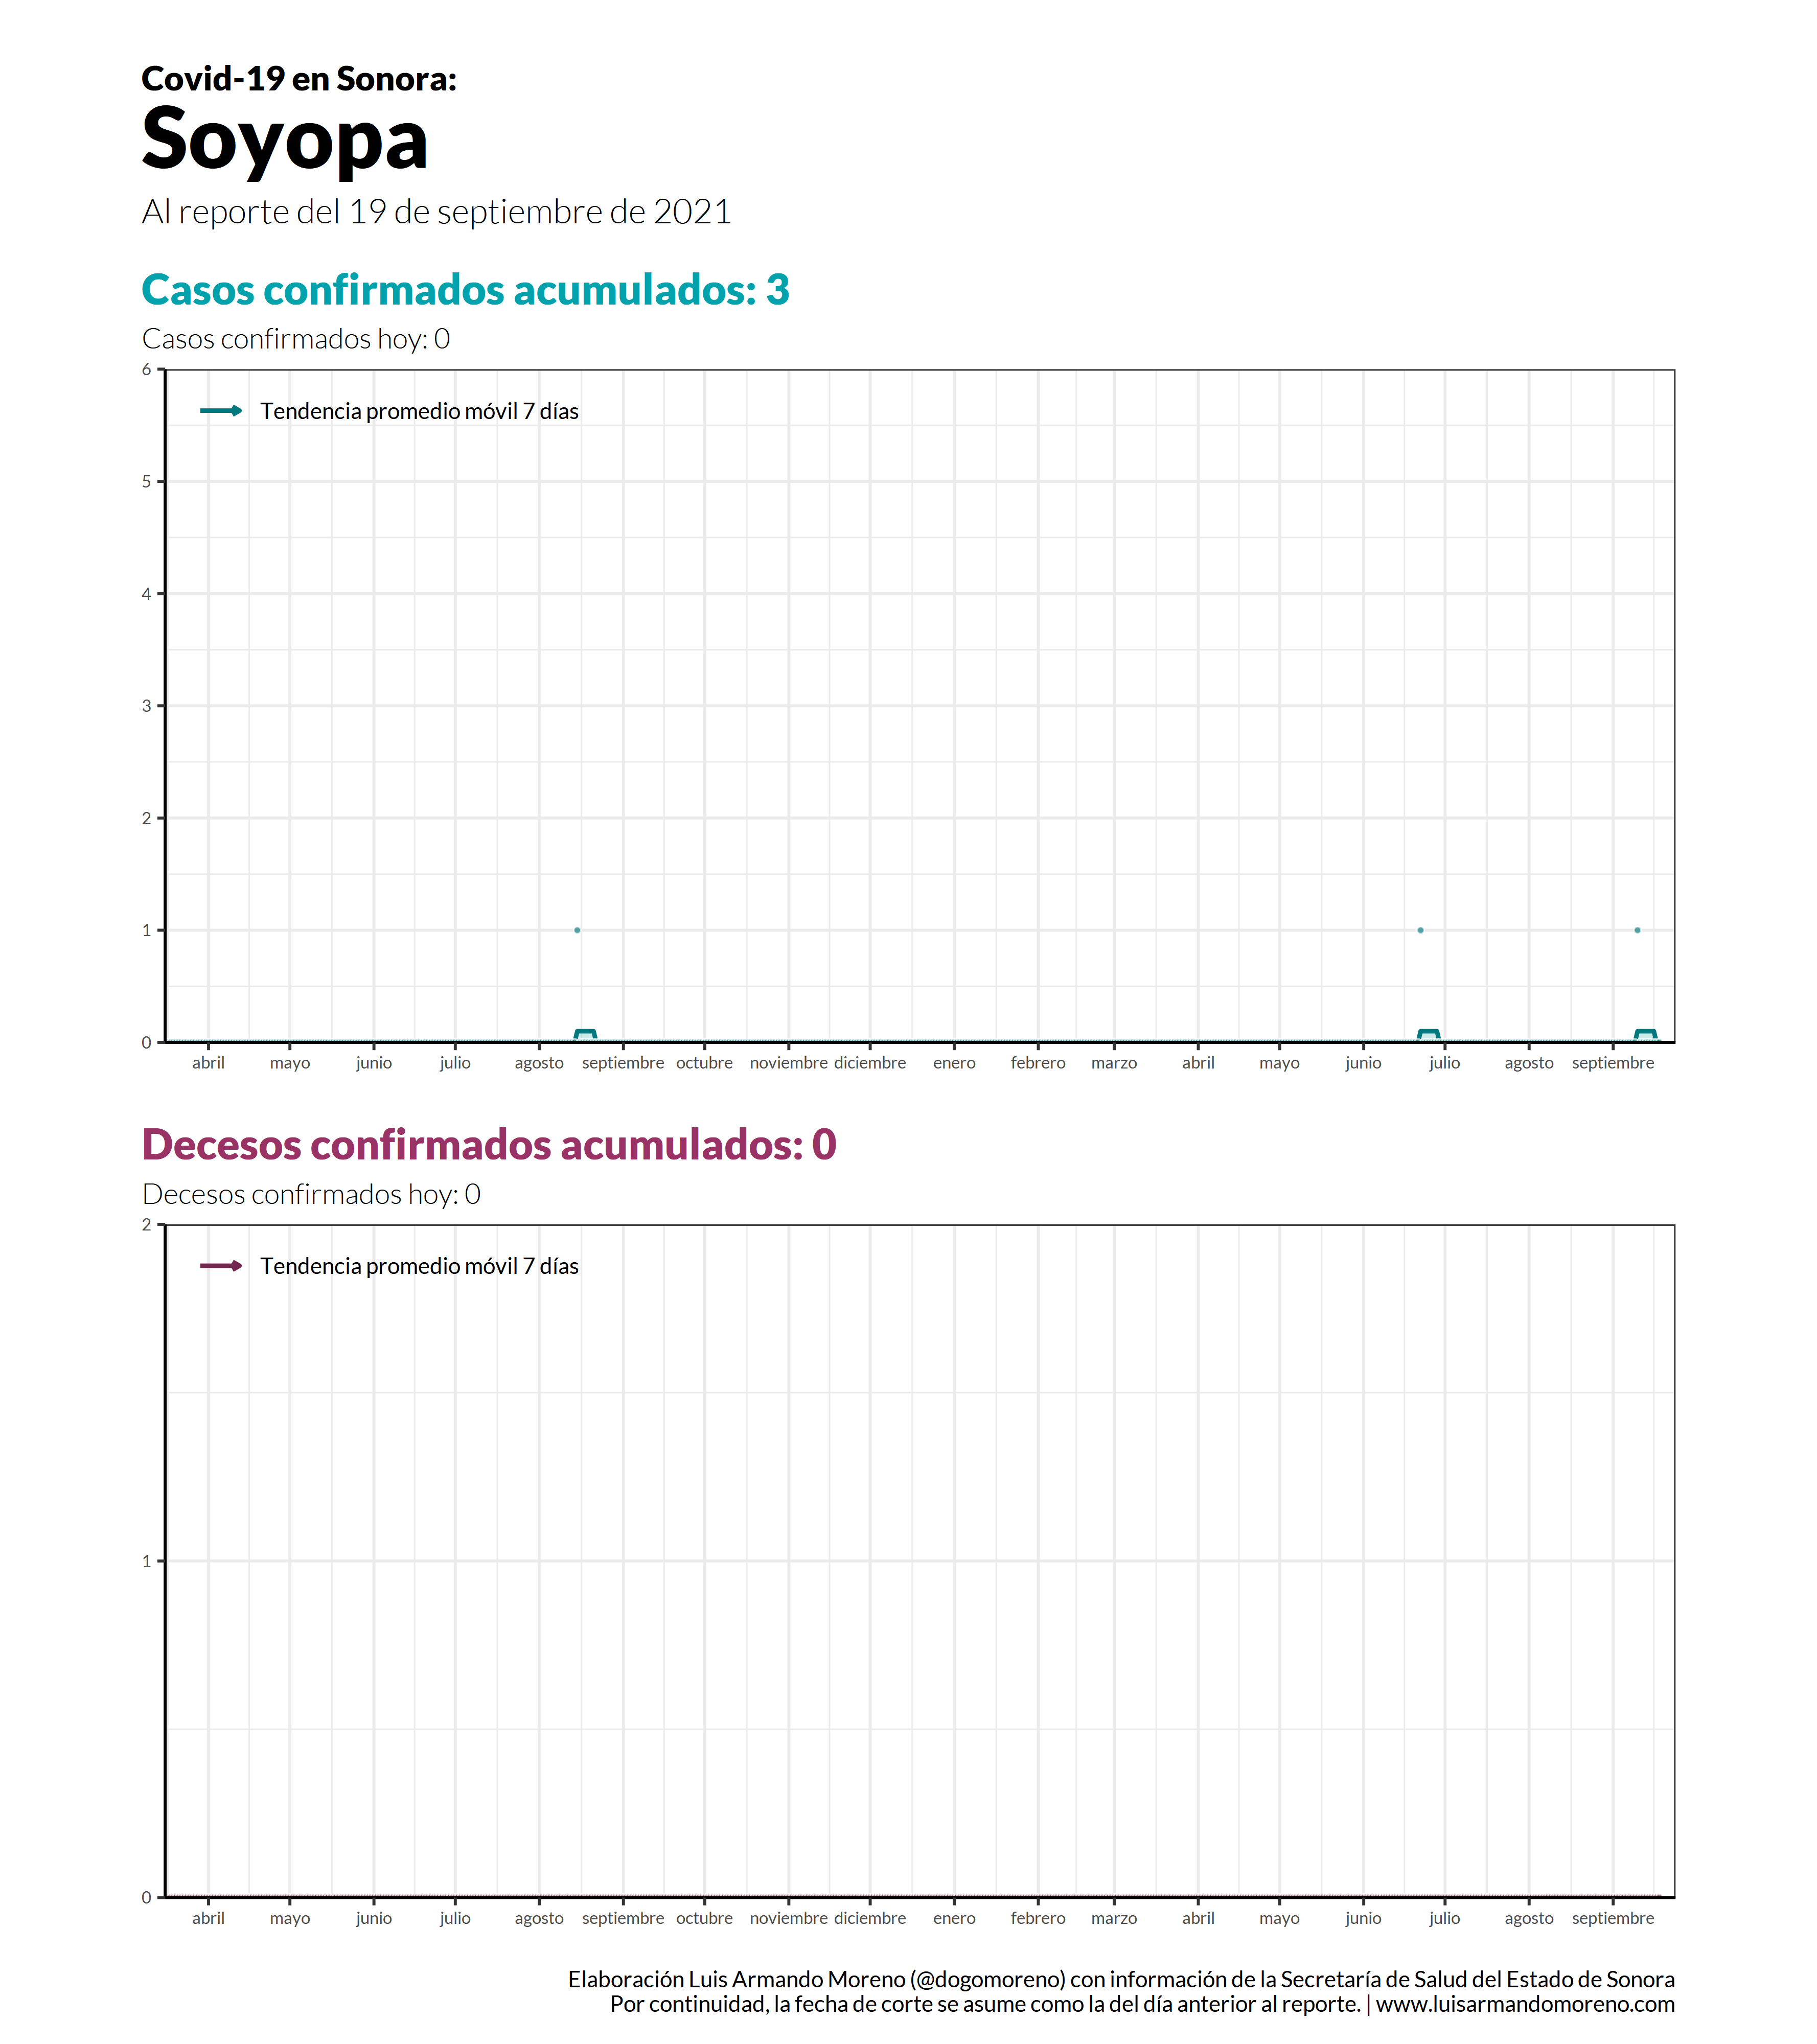 Covid-19 en Sonora:
Soyopa
Al reporte del 19 de septiembre de 2021
Casos confirmados acumulados: 3
Casos confirmados hoy: 0
6
Tendencia promedio móvil 7 días
5
4
3
2
1
0
abril mayo junio julio agosto septiembre octubre noviembre diciembre enero febrero marzo abril mayo junio julio agosto septiembre
Decesos confirmados acumulados: 0
Decesos confirmados hoy: 0
2
Tendencia promedio móvil 7 días
1
0
abril mayo junio julio agosto septiembre octubre noviembre diciembre enero febrero marzo abril mayo junio julio agosto septiembre
Elaboración Luis Armando Moreno (@dogomoreno) con información de la Secretaría de Salud del Estado de Sonora
Por continuidad, la fecha de corte se asume como la del día anterior al reporte. | www.luisarmandomoreno.com